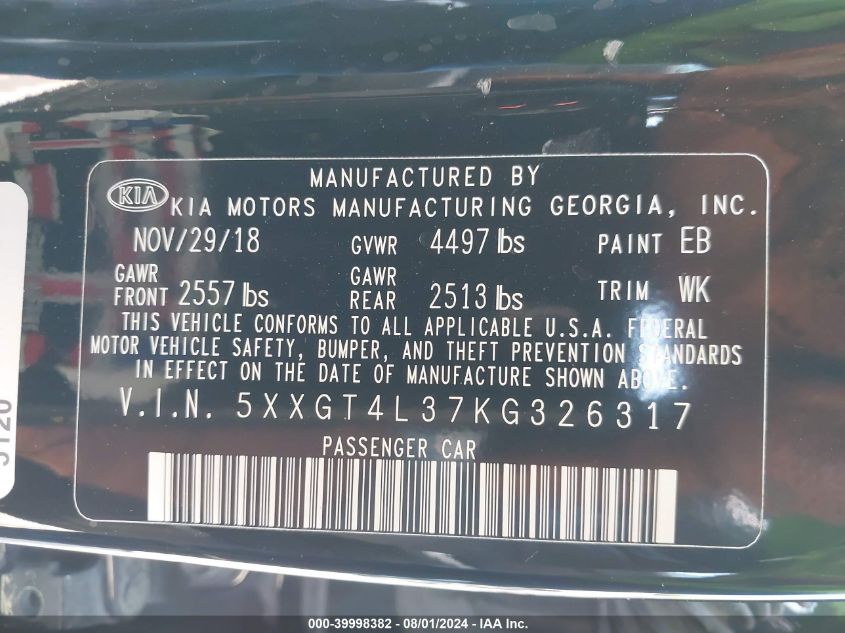 MANUFACTURED BY
KIA KIA MOTORS MANUFACTURING GEORGIA, INC.
NOV/29/18 GVWR 4497 lbs PAINT EB
GAWR FRONT 2557 lbs GAWR REAR 2513 lbs TRIM WK
THIS VEHICLE CONFORMS TO ALL APPLICABLE U.S.A. FEDERAL
MOTOR VEHICLE SAFETY, BUMPER, AND THEFT PREVENTION STANDARDS
IN EFFECT ON THE DATE OF MANUFACTURE SHOWN ABOVE.
V.I.N. 5XXGT4L37KG326317
PASSENGER CAR
000-39998382 - 08/01/2024 - © IAA, Inc.